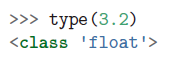 >>> type(3.2)
<class 'float'>